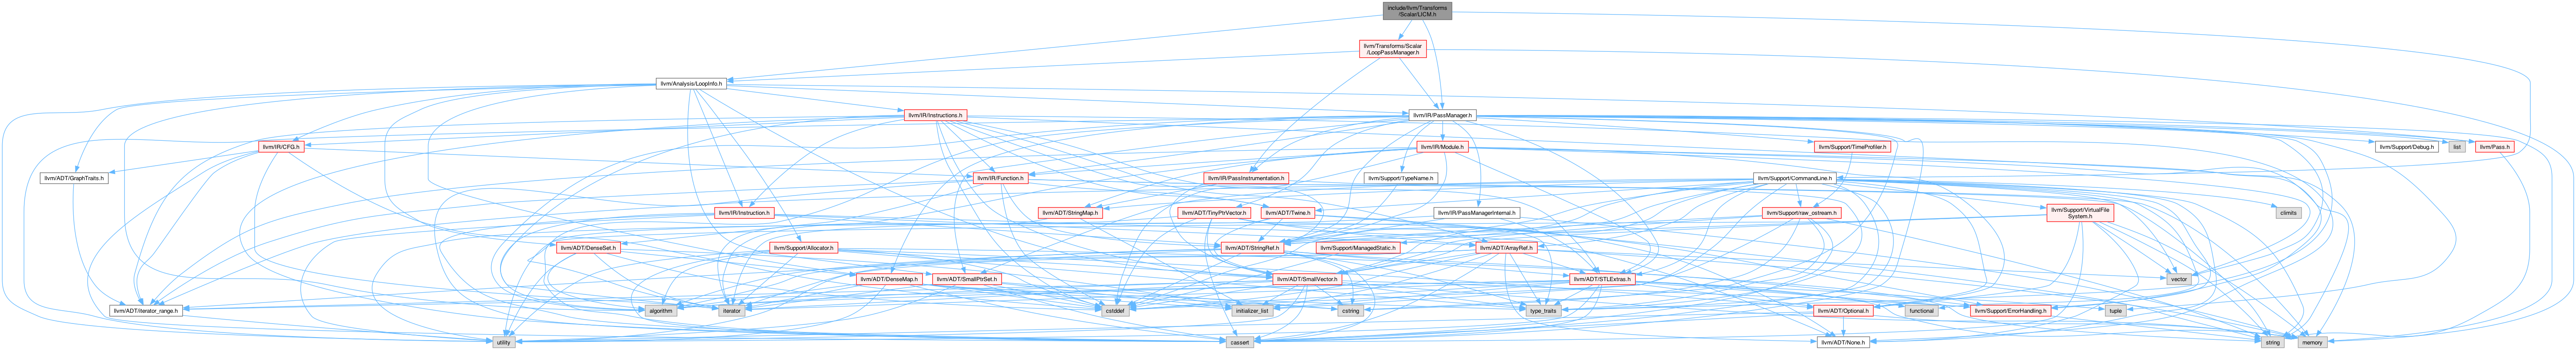 include/llvm/Transforms
/Scalar/LICM.h
llvm/Transforms/Scalar
/LoopPassManager.h
llvm/Analysis/LoopInfo.h
llvm/IR/Instructions.h
llvm/IR/PassManager.h
llvm/IR/CFG.h
llvm/IR/Module.h
llvm/Support/TimeProfiler.h
llvm/Support/Debug.h
list
llvm/Pass.h
llvm/ADT/GraphTraits.h
llvm/IR/Function.h
llvm/IR/PassInstrumentation.h
llvm/Support/TypeName.h
llvm/Support/CommandLine.h
llvm/IR/Instruction.h
llvm/ADT/StringMap.h
llvm/ADT/TinyPtrVector.h
llvm/ADT/Twine.h
llvm/IR/PassManagerInternal.h
llvm/Support/raw_ostream.h
llvm/Support/VirtualFile
System.h
climits
llvm/ADT/DenseSet.h
llvm/Support/Allocator.h
llvm/ADT/StringRef.h
llvm/Support/ManagedStatic.h
llvm/ADT/ArrayRef.h
llvm/ADT/DenseMap.h
llvm/ADT/SmallPtrSet.h
llvm/ADT/SmallVector.h
llvm/ADT/STLExtras.h
vector
llvm/ADT/iterator_range.h
algorithm
iterator
cstddef
initializer_list
cstring
type_traits
llvm/ADT/Optional.h
functional
llvm/Support/ErrorHandling.h
tuple
utility
cassert
llvm/ADT/None.h
string
memory